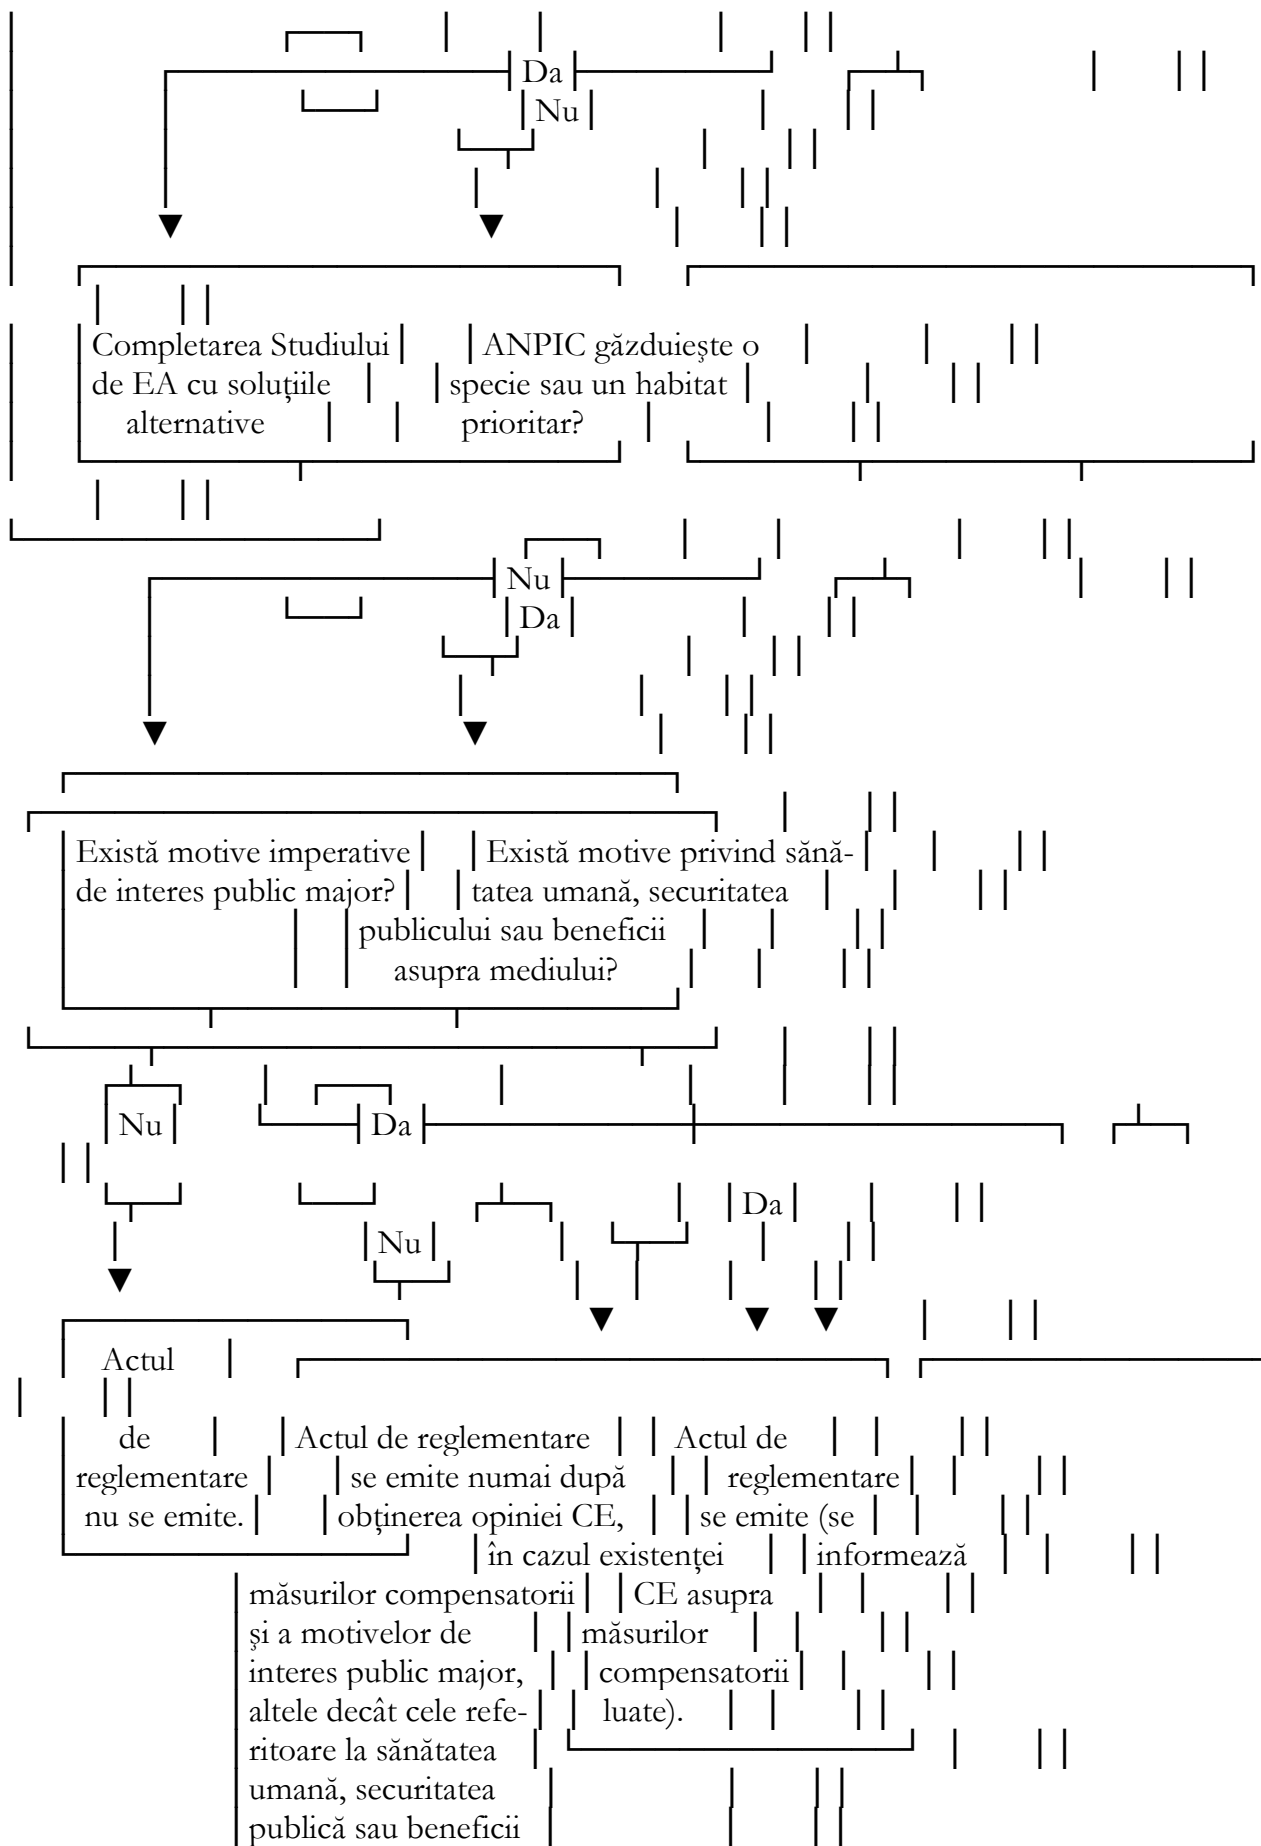 Da
Nu
Completarea Studiului ANPIC găzduieşte o
de EA cu soluţiile specie sau un habitat
alternative prioritar?
Nu
Da
Există motive imperative Există motive privind sănă-
de interes public major? tatea umană, securitatea
publicului sau beneficii
asupra mediului?
Nu Da
Da
Nu
Actul
de Actul de reglementare Actul de
reglementare se emite numai după reglementare
nu se emite. obţinerea opiniei CE, se emite (se
în cazul existenţei informează
măsurilor compensatorii CE asupra
şi a motivelor de măsurilor
interes public major, compensatorii
altele decât cele refe- luate).
ritoare la sănătatea
umană, securitatea
publică sau beneficii